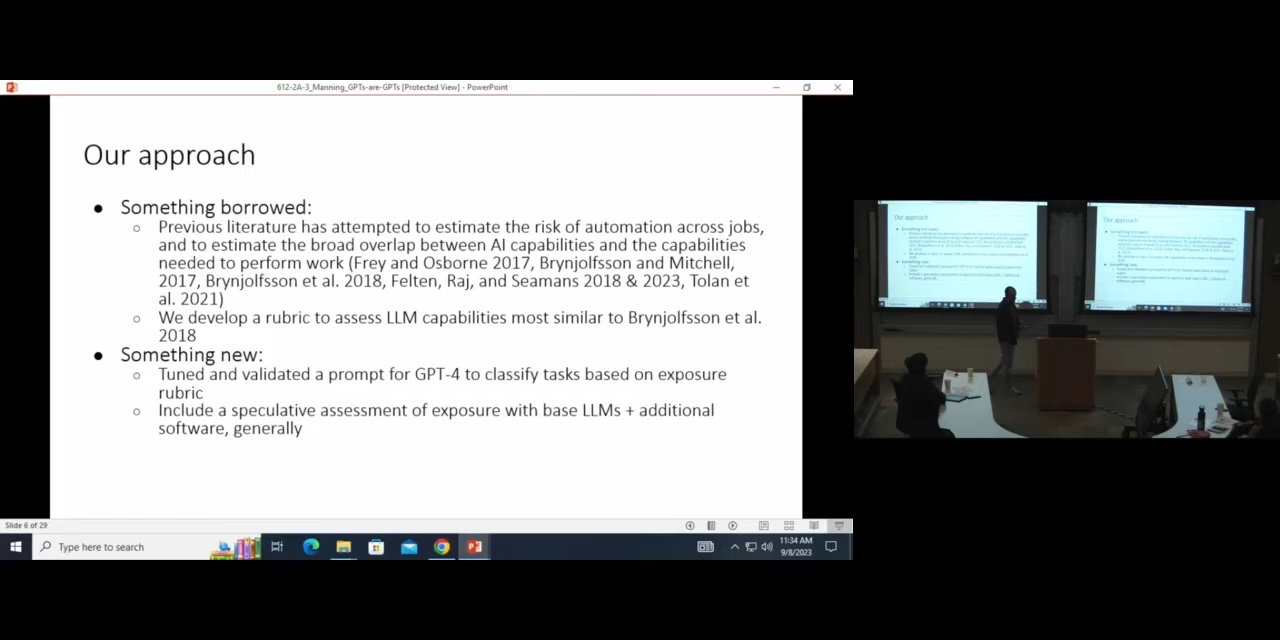 612-2A-3_Manning_GPTs-are-GPTs [Protected View] - PowerPoint
Our approach
● Something borrowed:
○ Previous literature has attempted to estimate the risk of automation across jobs,
and to estimate the broad overlap between AI capabilities and the capabilities
needed to perform work (Frey and Osborne 2017, Brynjolfsson and Mitchell,
2017, Brynjolfsson et al. 2018, Felten, Raj, and Seamans 2018 & 2023, Tolan et
al. 2021)
○ We develop a rubric to assess LLM capabilities most similar to Brynjolfsson et al.
2018
● Something new:
○ Tuned and validated a prompt for GPT-4 to classify tasks based on exposure
rubric
○ Include a speculative assessment of exposure with base LLMs + additional
software, generally
Slide 6 of 29
Type here to search
11:34 AM
9/8/2023
Our approach
Our approach